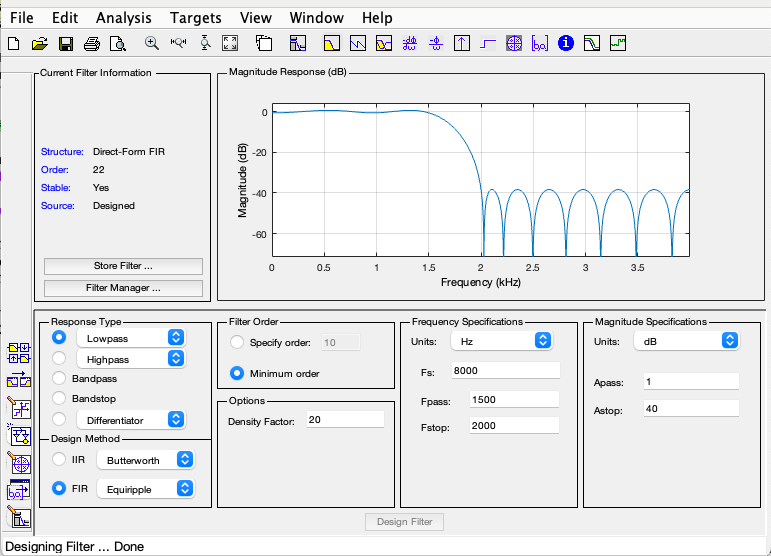 File Edit Analysis Targets View Window Help
Current Filter Information
Structure: Direct-Form FIR
Order: 22
Stable: Yes
Source: Designed
Store Filter ...
Filter Manager ...
Magnitude Response (dB)
Magnitude (dB)
0
-20
-40
-60
0 0.5 1 1.5 2 2.5 3 3.5
Frequency (kHz)
Response Type
Lowpass
Highpass
Bandpass
Bandstop
Differentiator
Design Method
IIR Butterworth
FIR Equiripple
Filter Order
Specify order: 10
Minimum order
Options
Density Factor: 20
Frequency Specifications
Units: Hz
Fs: 8000
Fpass: 1500
Fstop: 2000
Magnitude Specifications
Units: dB
Apass: 1
Astop: 40
Design Filter
Designing Filter ... Done